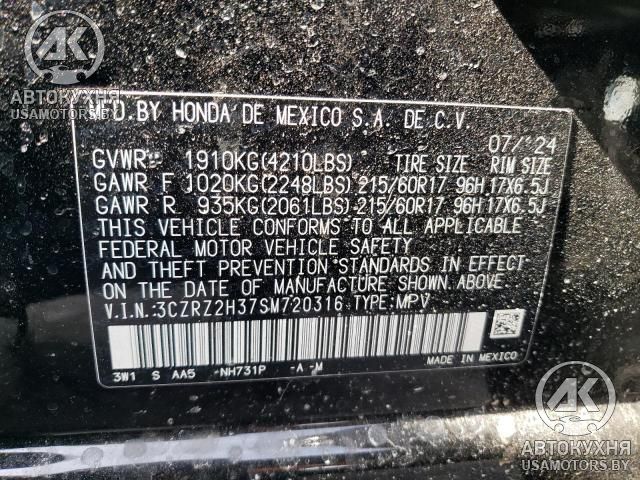 AK
АВТОКУХНЯ
USAMOTORS.BY
MFD. BY HONDA DE MEXICO S.A. DE C.V.
07/24
GVWR: 1910KG(4210LBS) TIRE SIZE RIM SIZE
GAWR F 1020KG(2248LBS) 215/60R17 96H 17X6.5J
GAWR R 935KG(2061LBS) 215/60R17 96H 17X6.5J
THIS VEHICLE CONFORMS TO ALL APPLICABLE
FEDERAL MOTOR VEHICLE SAFETY
AND THEFT PREVENTION STANDARDS IN EFFECT
ON THE DATE OF MANUFACTURE SHOWN ABOVE
V.I.N.:3CZRZ2H37SM720316 TYPE:MPV
3W1 S AA5 -NH731P -A -M
MADE IN MEXICO
AK
АВТОКУХНЯ
USAMOTORS.BY